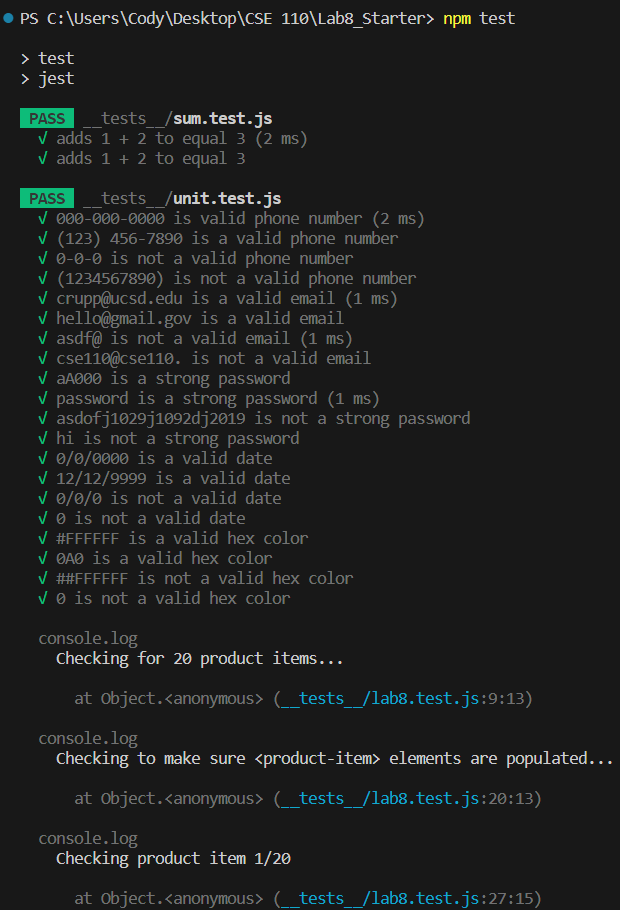 PS C:\Users\Cody\Desktop\CSE 110\Lab8_Starter> npm test
> test
> jest
PASS __tests__/sum.test.js
√ adds 1 + 2 to equal 3 (2 ms)
√ adds 1 + 2 to equal 3
PASS __tests__/unit.test.js
√ 000-000-0000 is valid phone number (2 ms)
√ (123) 456-7890 is a valid phone number
√ 0-0-0 is not a valid phone number
√ (1234567890) is not a valid phone number
√ crupp@ucsd.edu is a valid email (1 ms)
√ hello@gmail.gov is a valid email
√ asdf@ is not a valid email (1 ms)
√ cse110@cse110. is not a valid email
√ aA000 is a strong password
√ password is a strong password (1 ms)
√ asdofj1029j1092dj2019 is not a strong password
√ hi is not a strong password
√ 0/0/0000 is a valid date
√ 12/12/9999 is a valid date
√ 0/0/0 is not a valid date
√ 0 is not a valid date
√ #FFFFFF is a valid hex color
√ 0A0 is a valid hex color
√ ##FFFFFF is not a valid hex color
√ 0 is not a valid hex color
console.log
Checking for 20 product items...
at Object.<anonymous> (__tests__/lab8.test.js:9:13)
console.log
Checking to make sure <product-item> elements are populated...
at Object.<anonymous> (__tests__/lab8.test.js:20:13)
console.log
Checking product item 1/20
at Object.<anonymous> (__tests__/lab8.test.js:27:15)